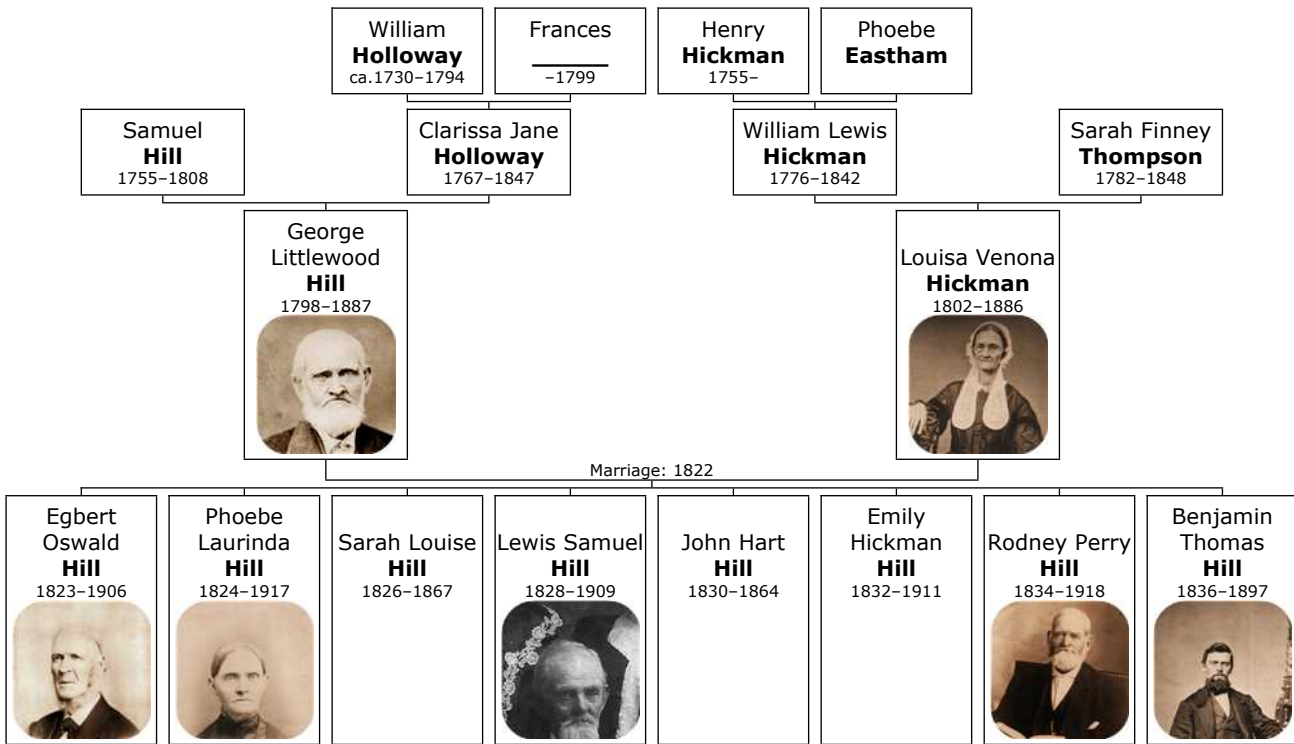 William
Holloway
ca.1730–1794
Frances
______
–1799
Henry
Hickman
1755–
Phoebe
Eastham
Samuel
Hill
1755–1808
Clarissa Jane
Holloway
1767–1847
William Lewis
Hickman
1776–1842
Sarah Finney
Thompson
1782–1848
George
Littlewood
Hill
1798–1887
Louisa Venona
Hickman
1802–1886
Marriage: 1822
Egbert
Oswald
Hill
1823–1906
Phoebe
Laurinda
Hill
1824–1917
Sarah Louise
Hill
1826–1867
Lewis Samuel
Hill
1828–1909
John Hart
Hill
1830–1864
Emily
Hickman
Hill
1832–1911
Rodney Perry
Hill
1834–1918
Benjamin
Thomas
Hill
1836–1897